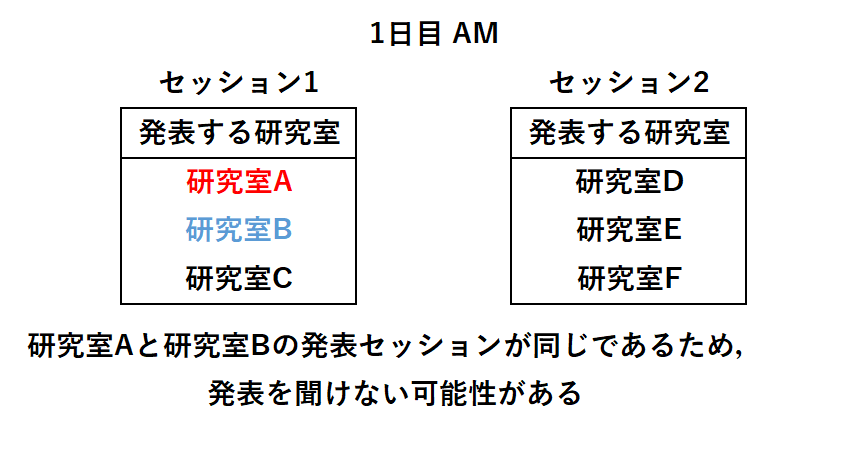 1日目 AM
セッション1
発表する研究室
研究室A
研究室B
研究室C
セッション2
発表する研究室
研究室D
研究室E
研究室F
研究室Aと研究室Bの発表セッションが同じであるため,
発表を聞けない可能性がある